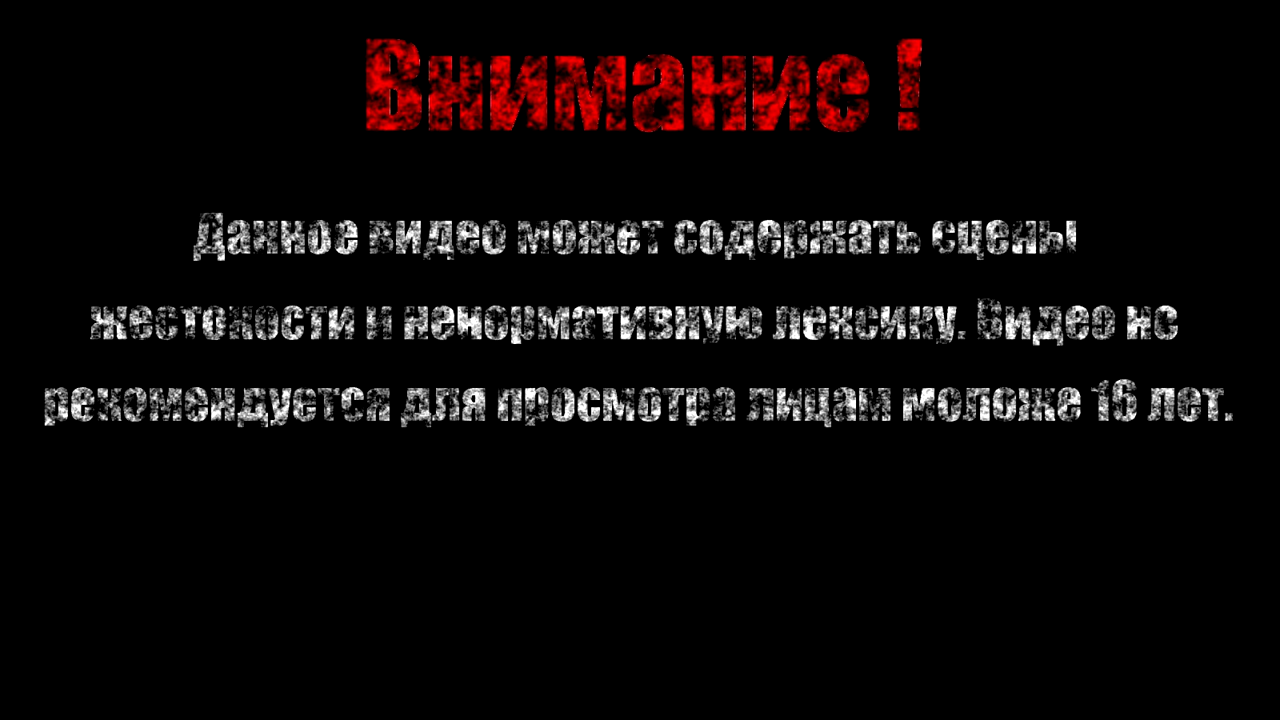 Внимание !
Данное видео может содержать сцены
жестокости и ненормативную лексику. Видео не
рекомендуется для просмотра лицам моложе 16 лет.